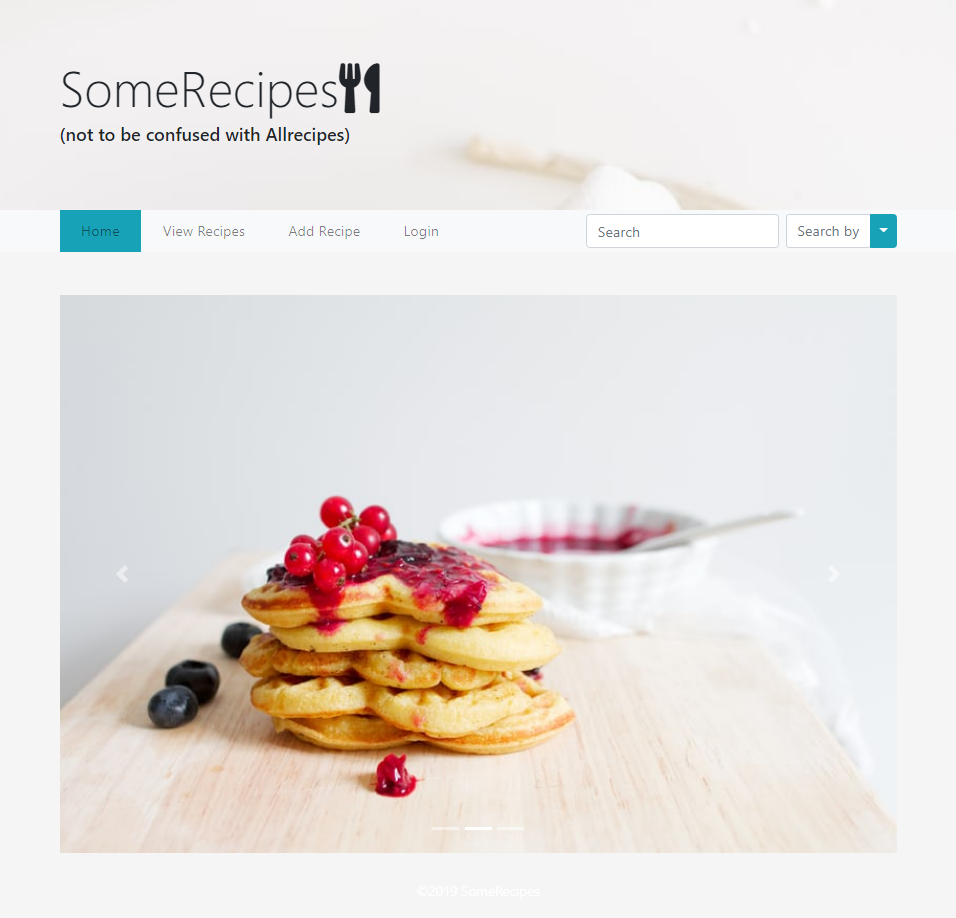 SomeRecipes
(not to be confused with Allrecipes)
Home View Recipes Add Recipe Login Search Search by
©2019 SomeRecipes